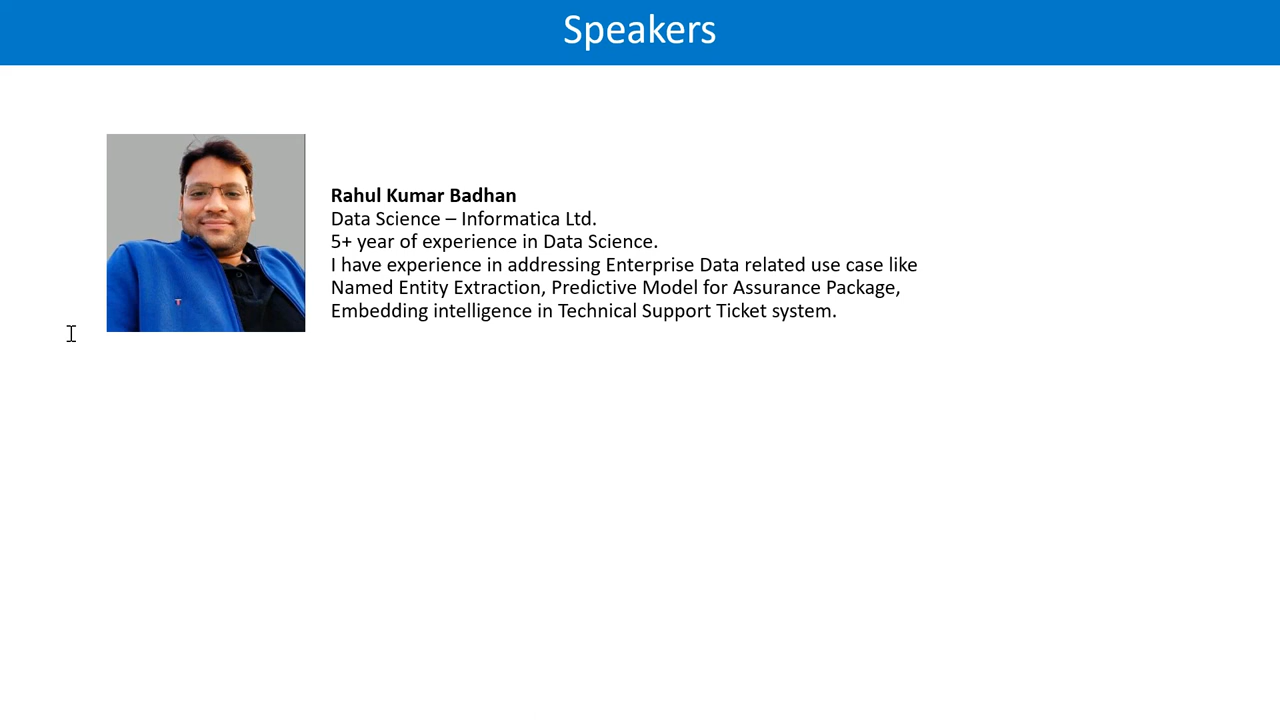 Speakers
Rahul Kumar Badhan
Data Science – Informatica Ltd.
5+ year of experience in Data Science.
I have experience in addressing Enterprise Data related use case like
Named Entity Extraction, Predictive Model for Assurance Package,
Embedding intelligence in Technical Support Ticket system.